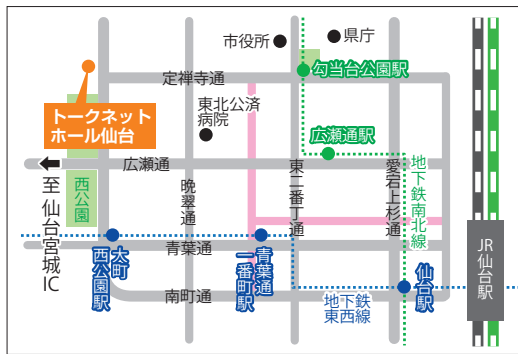 市役所
県庁
勾当台公園駅
定禅寺通
トークネット
ホール仙台
東北公済
病院
広瀬通駅
広瀬通
至 仙台宮城IC
西公園
晩翠通
東二番丁通
愛宕上杉通
地下鉄南北線
大町
西公園駅
青葉通
青葉通
一番町駅
南町通
地下鉄
東西線
仙台駅
JR仙台駅